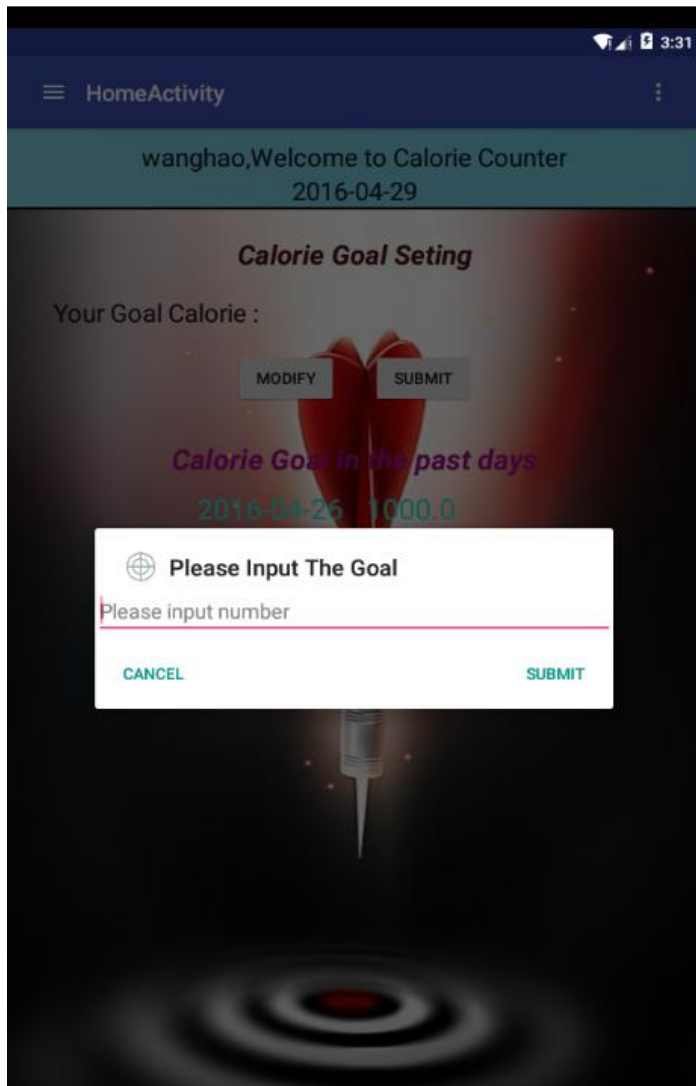 3:31
HomeActivity
wanghao,Welcome to Calorie Counter
2016-04-29
Calorie Goal Seting
Your Goal Calorie :
MODIFY SUBMIT
Calorie Goal in the past days
2016-04-26 1000.0
Please Input The Goal
Please input number
CANCEL SUBMIT